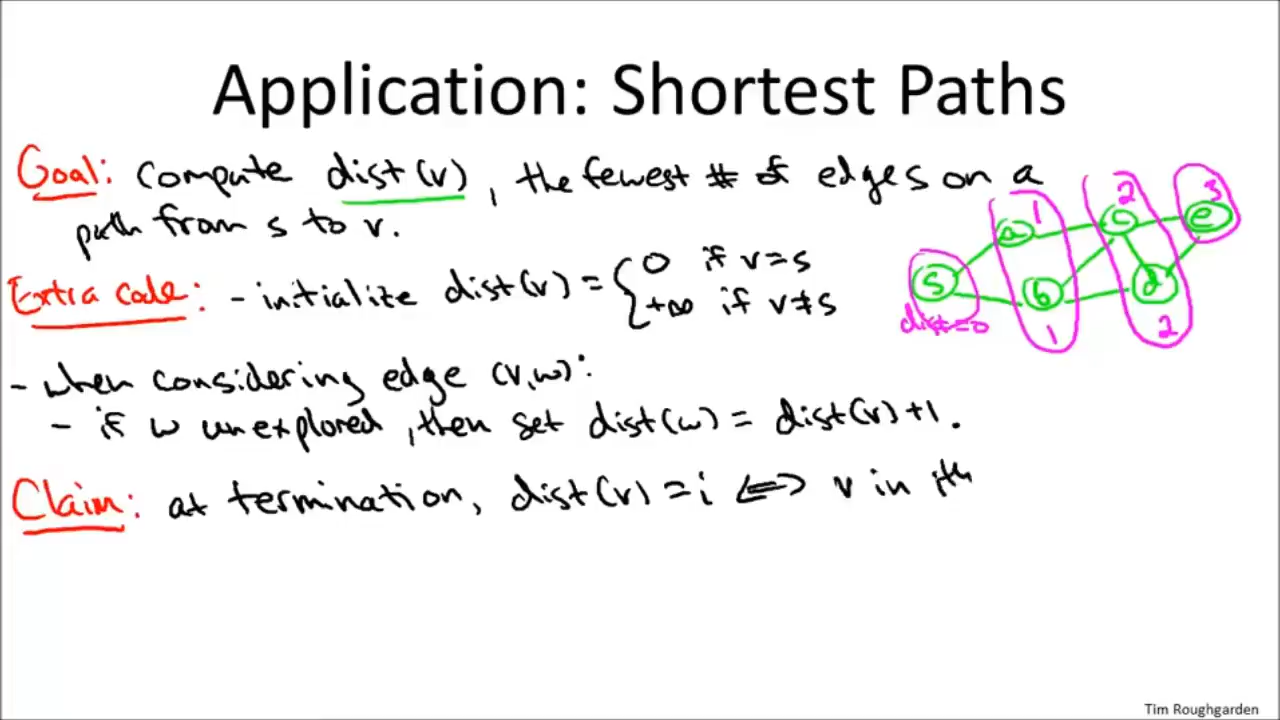 Application: Shortest Paths
Goal: compute dist(v), the fewest # of edges on a
path from s to v.
Extra code: - initialize dist(v) = { 0 if v=s
+∞ if v≠s
- when considering edge (v,w):
- if w unexplored, then set dist(w) = dist(v)+1.
Claim: at termination, dist(v) = i <=> v in ith
1
2
3
a
c
e
s
b
d
dist=0
1
2
Tim Roughgarden